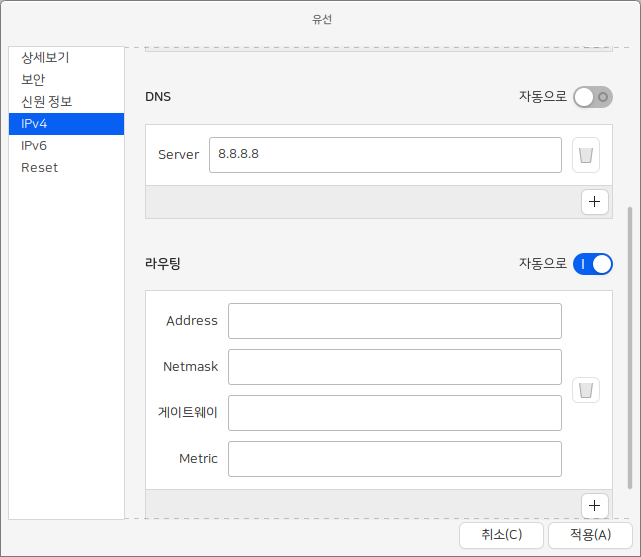 유선
상세보기
보안
신원 정보
IPv4
IPv6
Reset
DNS
자동으로
Server
8.8.8.8
라우팅
자동으로
Address
Netmask
게이트웨이
Metric
취소(C)
적용(A)